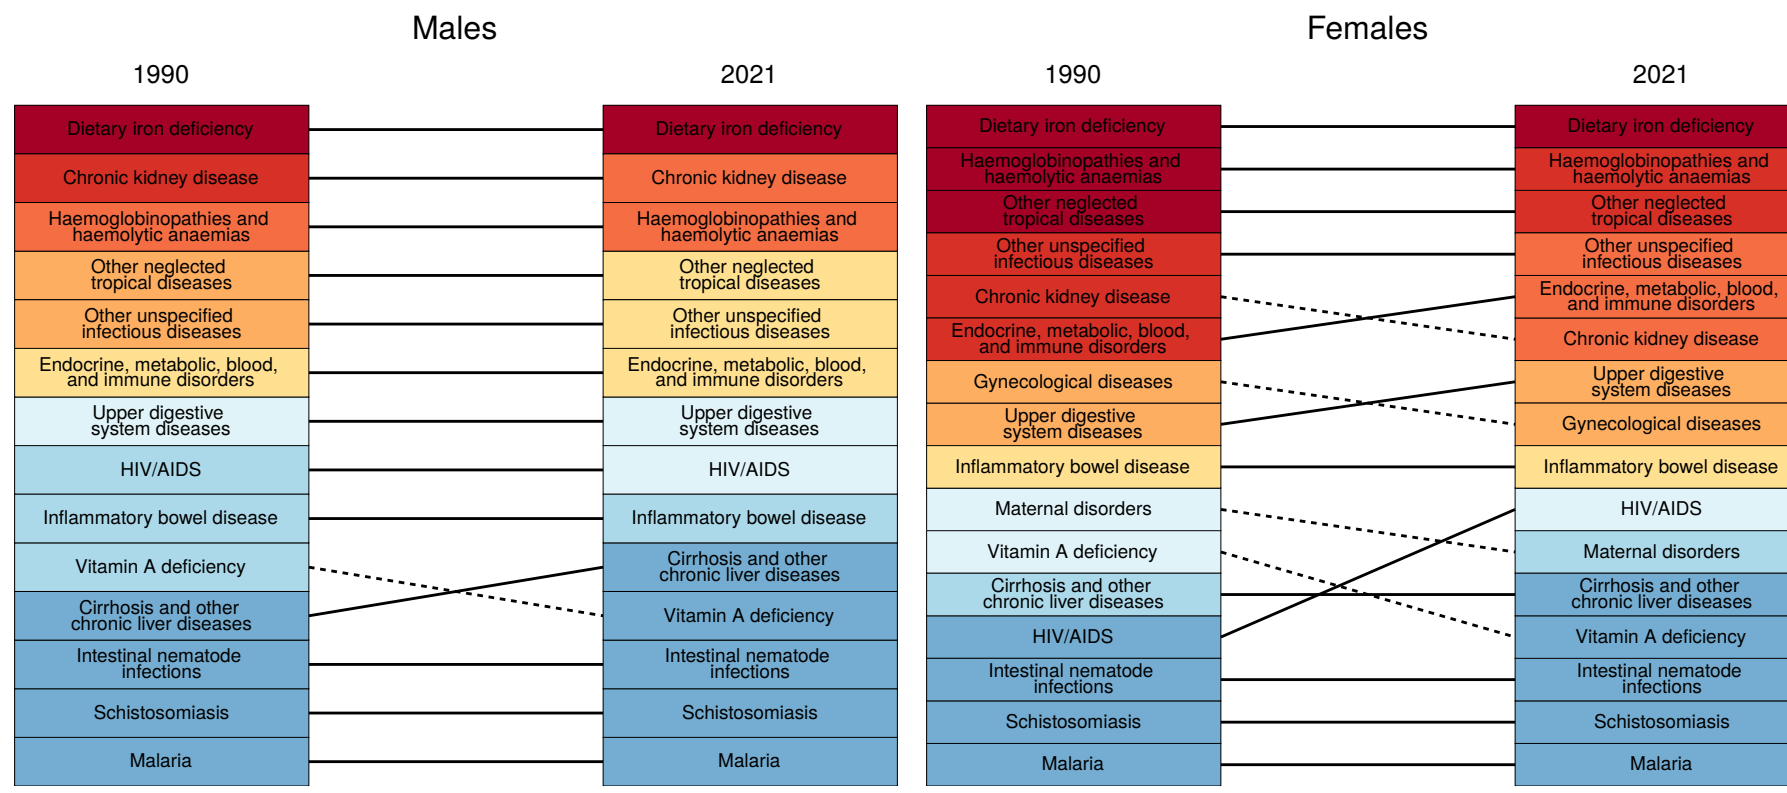 Males
1990
2021
Dietary iron deficiency
Chronic kidney disease
Haemoglobinopathies and
haemolytic anaemias
Other neglected
tropical diseases
Other unspecified
infectious diseases
Endocrine, metabolic, blood,
and immune disorders
Upper digestive
system diseases
HIV/AIDS
Inflammatory bowel disease
Vitamin A deficiency
Cirrhosis and other
chronic liver diseases
Intestinal nematode
infections
Schistosomiasis
Malaria
Dietary iron deficiency
Chronic kidney disease
Haemoglobinopathies and
haemolytic anaemias
Other neglected
tropical diseases
Other unspecified
infectious diseases
Endocrine, metabolic, blood,
and immune disorders
Upper digestive
system diseases
HIV/AIDS
Inflammatory bowel disease
Cirrhosis and other
chronic liver diseases
Vitamin A deficiency
Intestinal nematode
infections
Schistosomiasis
Malaria
Females
1990
2021
Dietary iron deficiency
Haemoglobinopathies and
haemolytic anaemias
Other neglected
tropical diseases
Other unspecified
infectious diseases
Chronic kidney disease
Endocrine, metabolic, blood,
and immune disorders
Gynecological diseases
Upper digestive
system diseases
Inflammatory bowel disease
Maternal disorders
Vitamin A deficiency
Cirrhosis and other
chronic liver diseases
HIV/AIDS
Intestinal nematode
infections
Schistosomiasis
Malaria
Dietary iron deficiency
Haemoglobinopathies and
haemolytic anaemias
Other neglected
tropical diseases
Other unspecified
infectious diseases
Endocrine, metabolic, blood,
and immune disorders
Chronic kidney disease
Upper digestive
system diseases
Gynecological diseases
Inflammatory bowel disease
HIV/AIDS
Maternal disorders
Cirrhosis and other
chronic liver diseases
Vitamin A deficiency
Intestinal nematode
infections
Schistosomiasis
Malaria